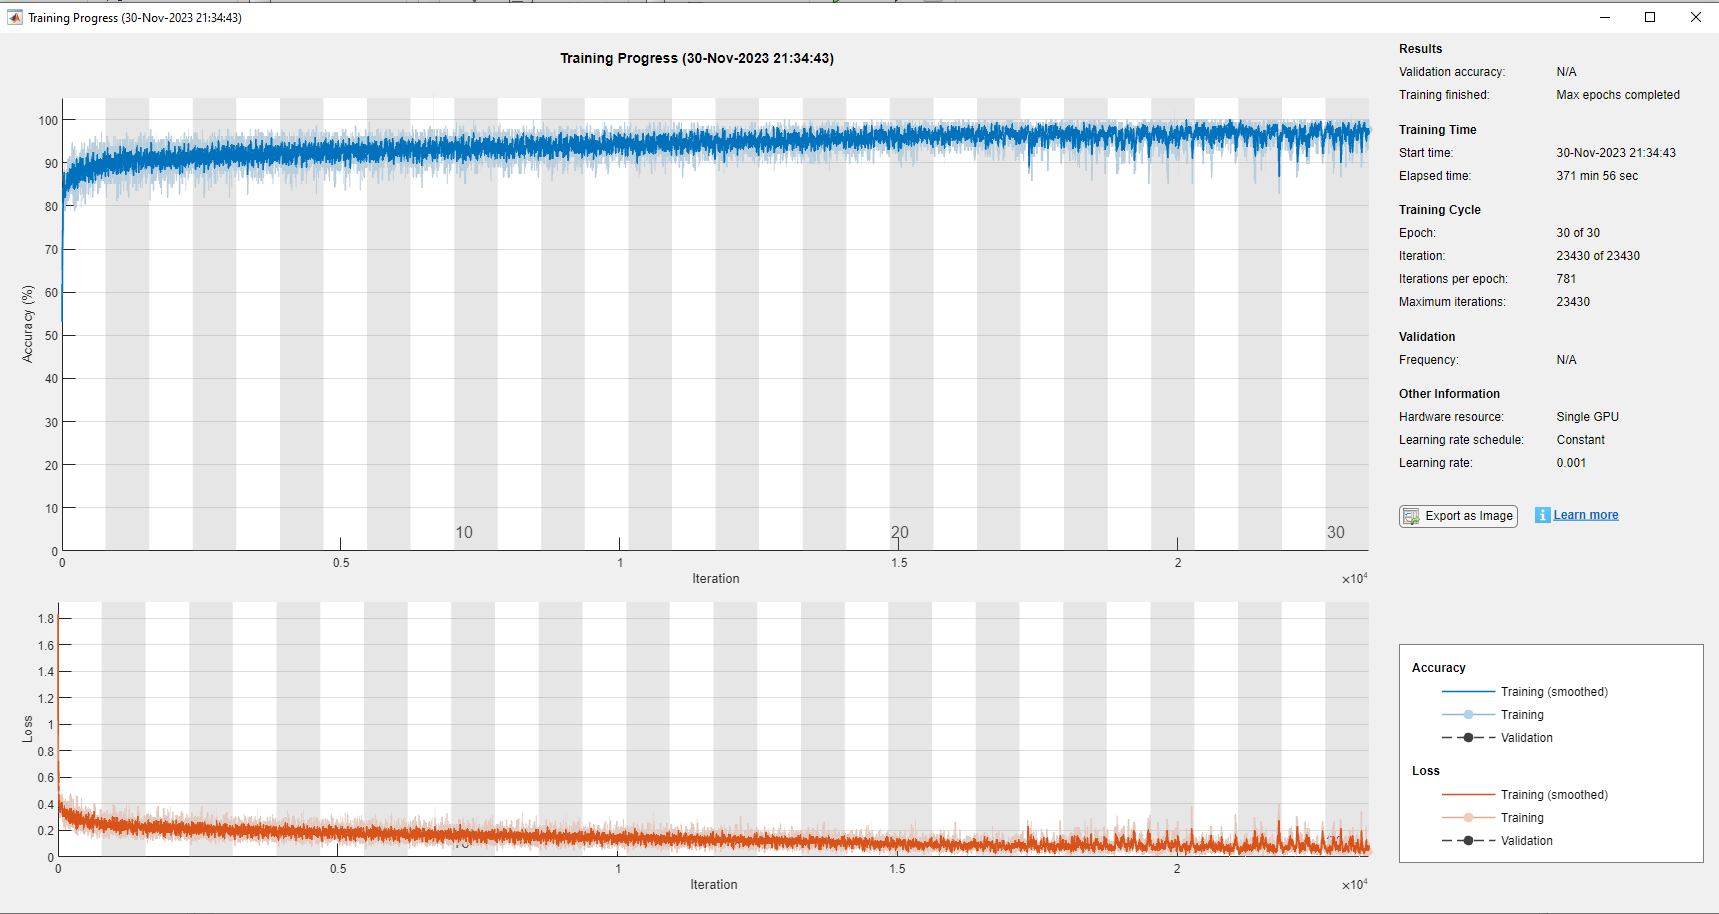 Training Progress (30-Nov-2023 21:34:43)
Training Progress (30-Nov-2023 21:34:43)
100
90
80
70
60
50
40
30
20
10
0
Accuracy (%)
10
20
30
0
0.5
1
1.5
2
×10⁴
Iteration
1.8
1.6
1.4
1.2
1
0.8
0.6
0.4
0.2
0
Loss
0
0.5
1
1.5
2
×10⁴
Iteration
Results
Validation accuracy: N/A
Training finished: Max epochs completed
Training Time
Start time: 30-Nov-2023 21:34:43
Elapsed time: 371 min 56 sec
Training Cycle
Epoch: 30 of 30
Iteration: 23430 of 23430
Iterations per epoch: 781
Maximum iterations: 23430
Validation
Frequency: N/A
Other Information
Hardware resource: Single GPU
Learning rate schedule: Constant
Learning rate: 0.001
Export as Image
i Learn more
Accuracy
Training (smoothed)
Training
Validation
Loss
Training (smoothed)
Training
Validation